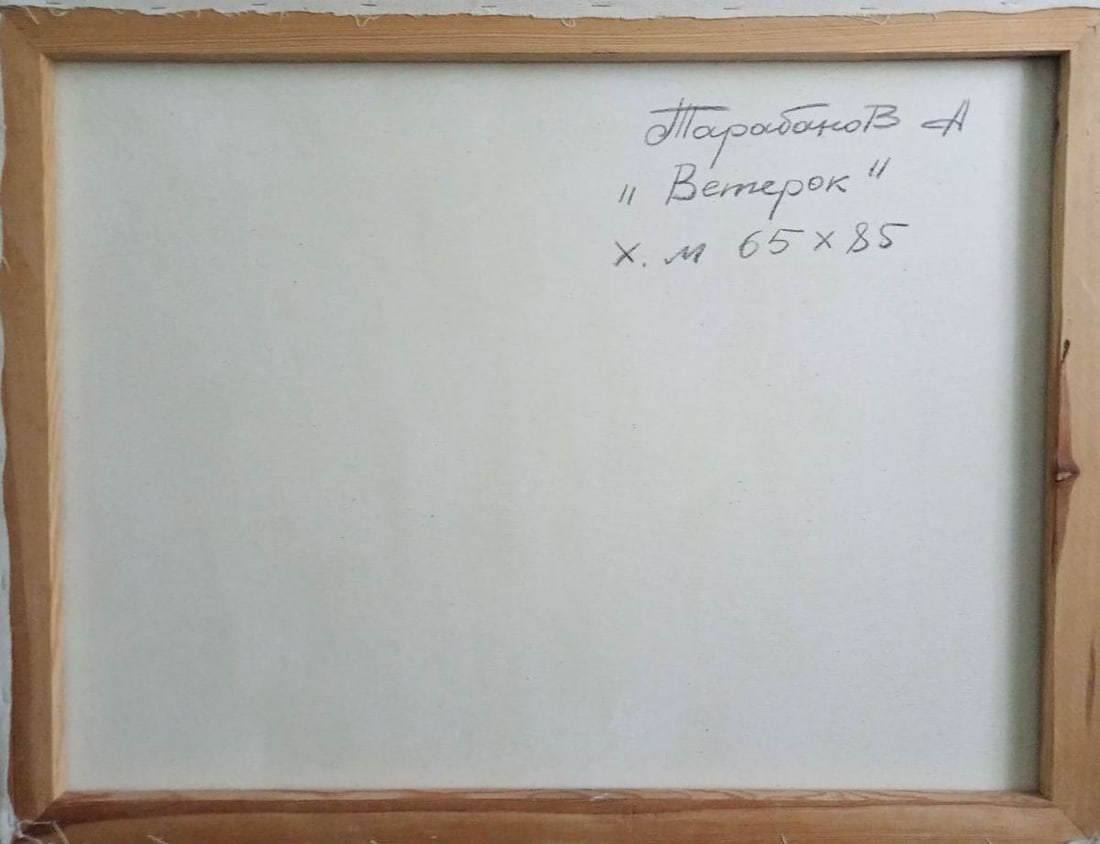 Тарабанов А
"Ветерок"
х. м 65 х 85